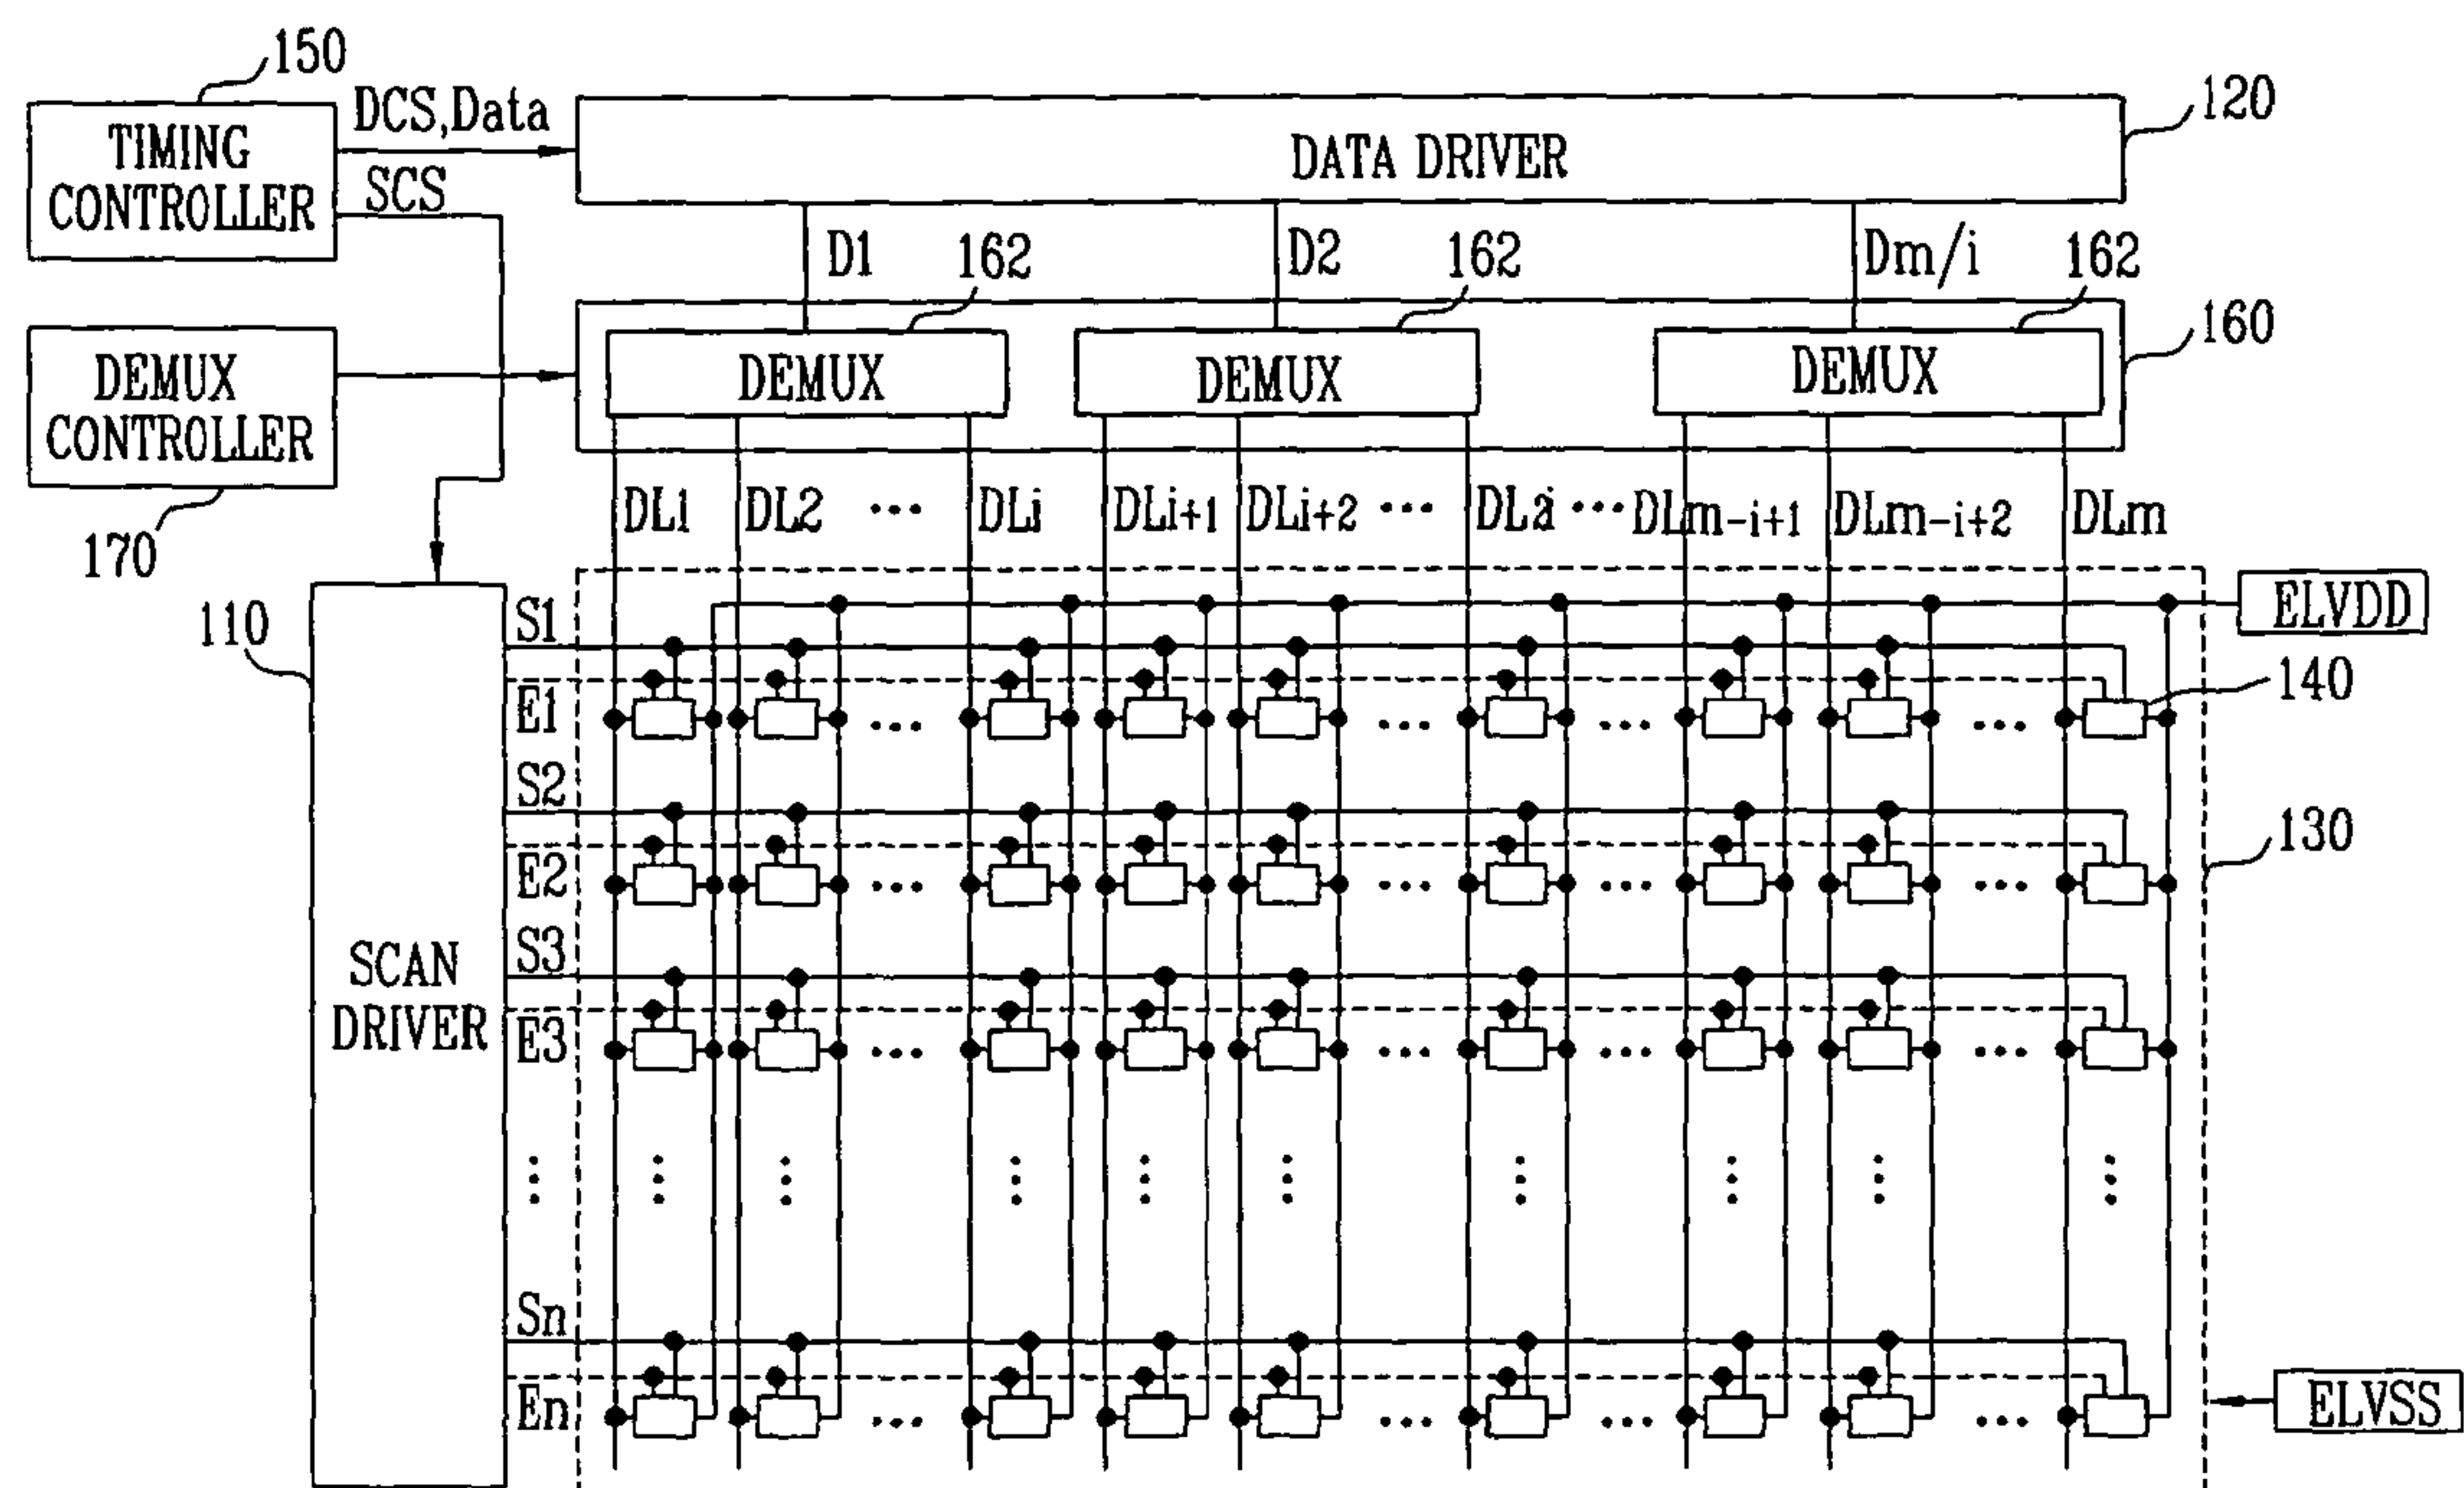 150
DCS,Data
120
TIMING
CONTROLLER
DATA DRIVER
SCS
D1
162
D2
162
Dm/i
162
160
DEMUX
CONTROLLER
DEMUX
DEMUX
DEMUX
170
DL1
DL2
...
DLi
DLi+1
DLi+2
...
...
DLm-i+1
DLm-i+2
DLm
110
S1
ELVDD
E1
140
S2
130
E2
S3
SCAN
DRIVER
E3
Sn
En
ELVSS